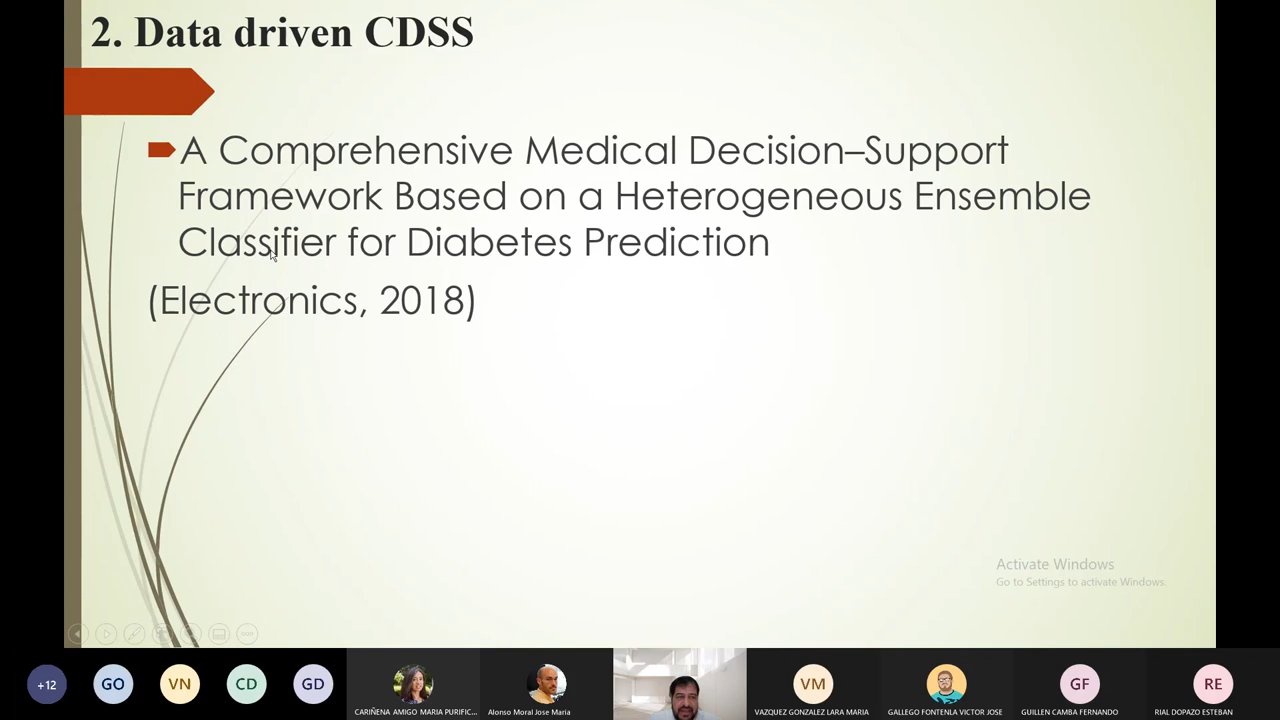 2. Data driven CDSS
A Comprehensive Medical Decision–Support
Framework Based on a Heterogeneous Ensemble
Classifier for Diabetes Prediction
(Electronics, 2018)
Activate Windows
Go to Settings to activate Windows.
+12
GO
VN
CD
GD
VM
GF
RE
CARIÑENA AMIGO MARIA PURIFIC...
Alonso Moral Jose Maria
VAZQUEZ GONZALEZ LARA MARIA
GALLEGO FONTENLA VICTOR JOSE
GUILLEN CAMBA FERNANDO
RIAL DOPAZO ESTEBAN